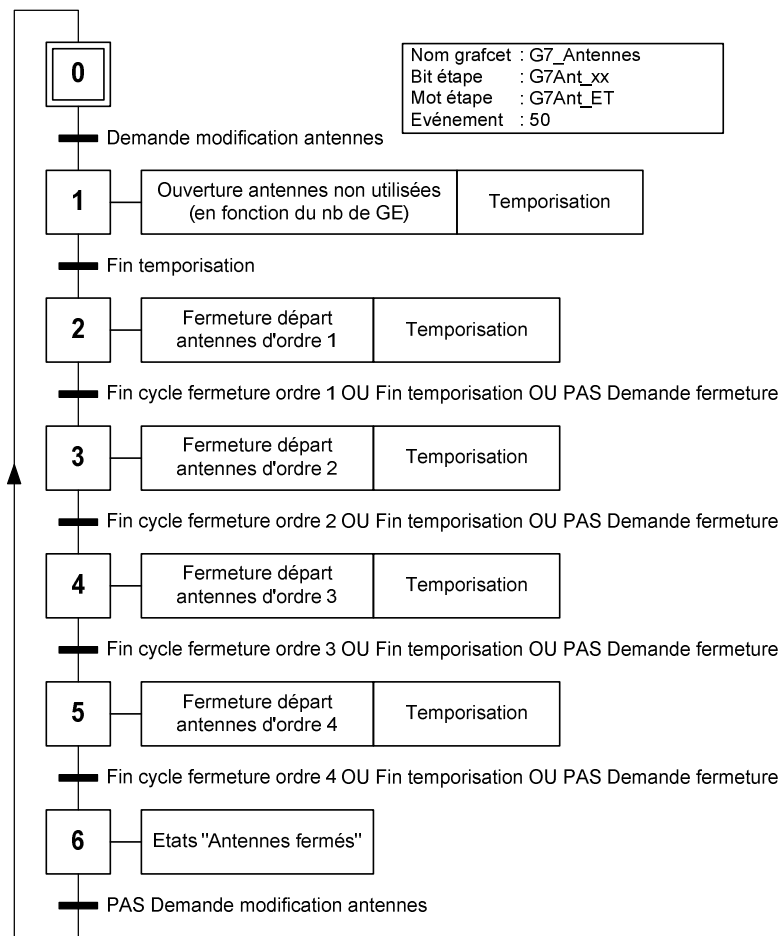 0
Nom grafcet : G7_Antennes
Bit étape : G7Ant_xx
Mot étape : G7Ant_ET
Evénement : 50
Demande modification antennes
1
Ouverture antennes non utilisées
(en fonction du nb de GE)
Temporisation
Fin temporisation
2
Fermeture départ
antennes d'ordre 1
Temporisation
Fin cycle fermeture ordre 1 OU Fin temporisation OU PAS Demande fermeture
3
Fermeture départ
antennes d'ordre 2
Temporisation
Fin cycle fermeture ordre 2 OU Fin temporisation OU PAS Demande fermeture
4
Fermeture départ
antennes d'ordre 3
Temporisation
Fin cycle fermeture ordre 3 OU Fin temporisation OU PAS Demande fermeture
5
Fermeture départ
antennes d'ordre 4
Temporisation
Fin cycle fermeture ordre 4 OU Fin temporisation OU PAS Demande fermeture
6
Etats "Antennes fermés"
PAS Demande modification antennes